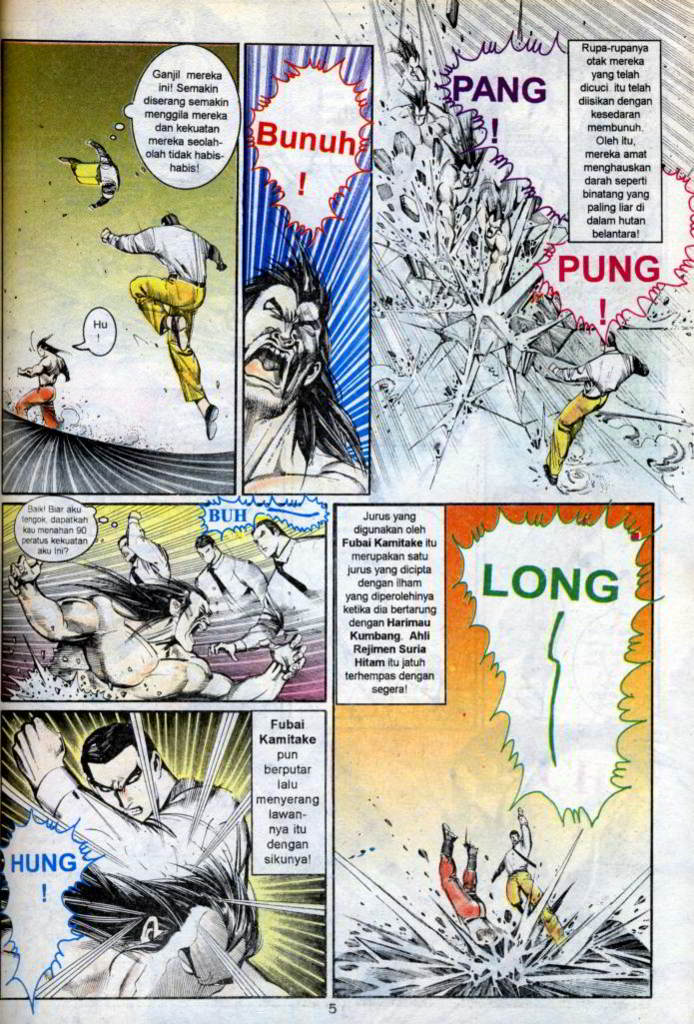 Ganjil mereka
ini! Semakin
diserang semakin
menggila mereka
dan kekuatan
mereka seolah-
olah tidak habis-
habis!
Hu
!
Bunuh
!
PANG
!
Rupa-rupanya
otak mereka
yang telah
dicuci itu telah
diisikan dengan
kesedaran
membunuh.
Oleh itu,
mereka amat
menghauskan
darah seperti
binatang yang
paling liar di
dalam hutan
belantara!
PUNG
!
Baik! Biar aku
tengok, dapatkah
kau menahan 90
peratus kekuatan
aku ini?
BUH
Fubai
Kamitake
pun
berputar
lalu
menyerang
lawan-
nya itu
dengan
sikunya!
HUNG
!
Jurus yang
digunakan oleh
Fubai Kamitake itu
merupakan satu
jurus yang dicipta
dengan ilham
yang diperolehinya
ketika dia bertarung
dengan Harimau
Kumbang. Ahli
Rejimen Suria
Hitam itu jatuh
terhempas dengan
segera!
LONG
5